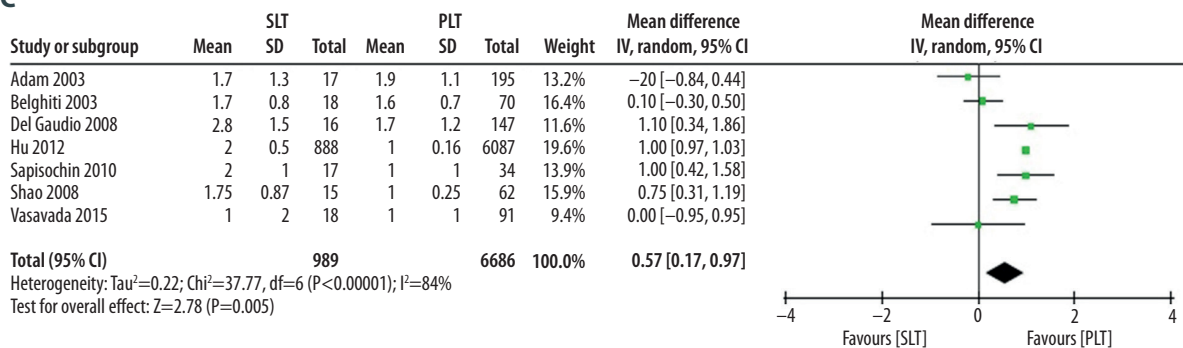 C
SLT PLT Mean difference Mean difference
Study or subgroup Mean SD Total Mean SD Total Weight IV, random, 95% CI IV, random, 95% CI
Adam 2003 1.7 1.3 17 1.9 1.1 195 13.2% −20 [−0.84, 0.44]
Belghiti 2003 1.7 0.8 18 1.6 0.7 70 16.4% 0.10 [−0.30, 0.50]
Del Gaudio 2008 2.8 1.5 16 1.7 1.2 147 11.6% 1.10 [0.34, 1.86]
Hu 2012 2 0.5 888 1 0.16 6087 19.6% 1.00 [0.97, 1.03]
Sapisochin 2010 2 1 17 1 1 34 13.9% 1.00 [0.42, 1.58]
Shao 2008 1.75 0.87 15 1 0.25 62 15.9% 0.75 [0.31, 1.19]
Vasavada 2015 1 2 18 1 1 91 9.4% 0.00 [−0.95, 0.95]
Total (95% CI) 989 6686 100.0% 0.57 [0.17, 0.97]
Heterogeneity: Tau²=0.22; Chi²=37.77, df=6 (P<0.00001); I²=84%
Test for overall effect: Z=2.78 (P=0.005)
−4 −2 0 2 4
Favours [SLT] Favours [PLT]